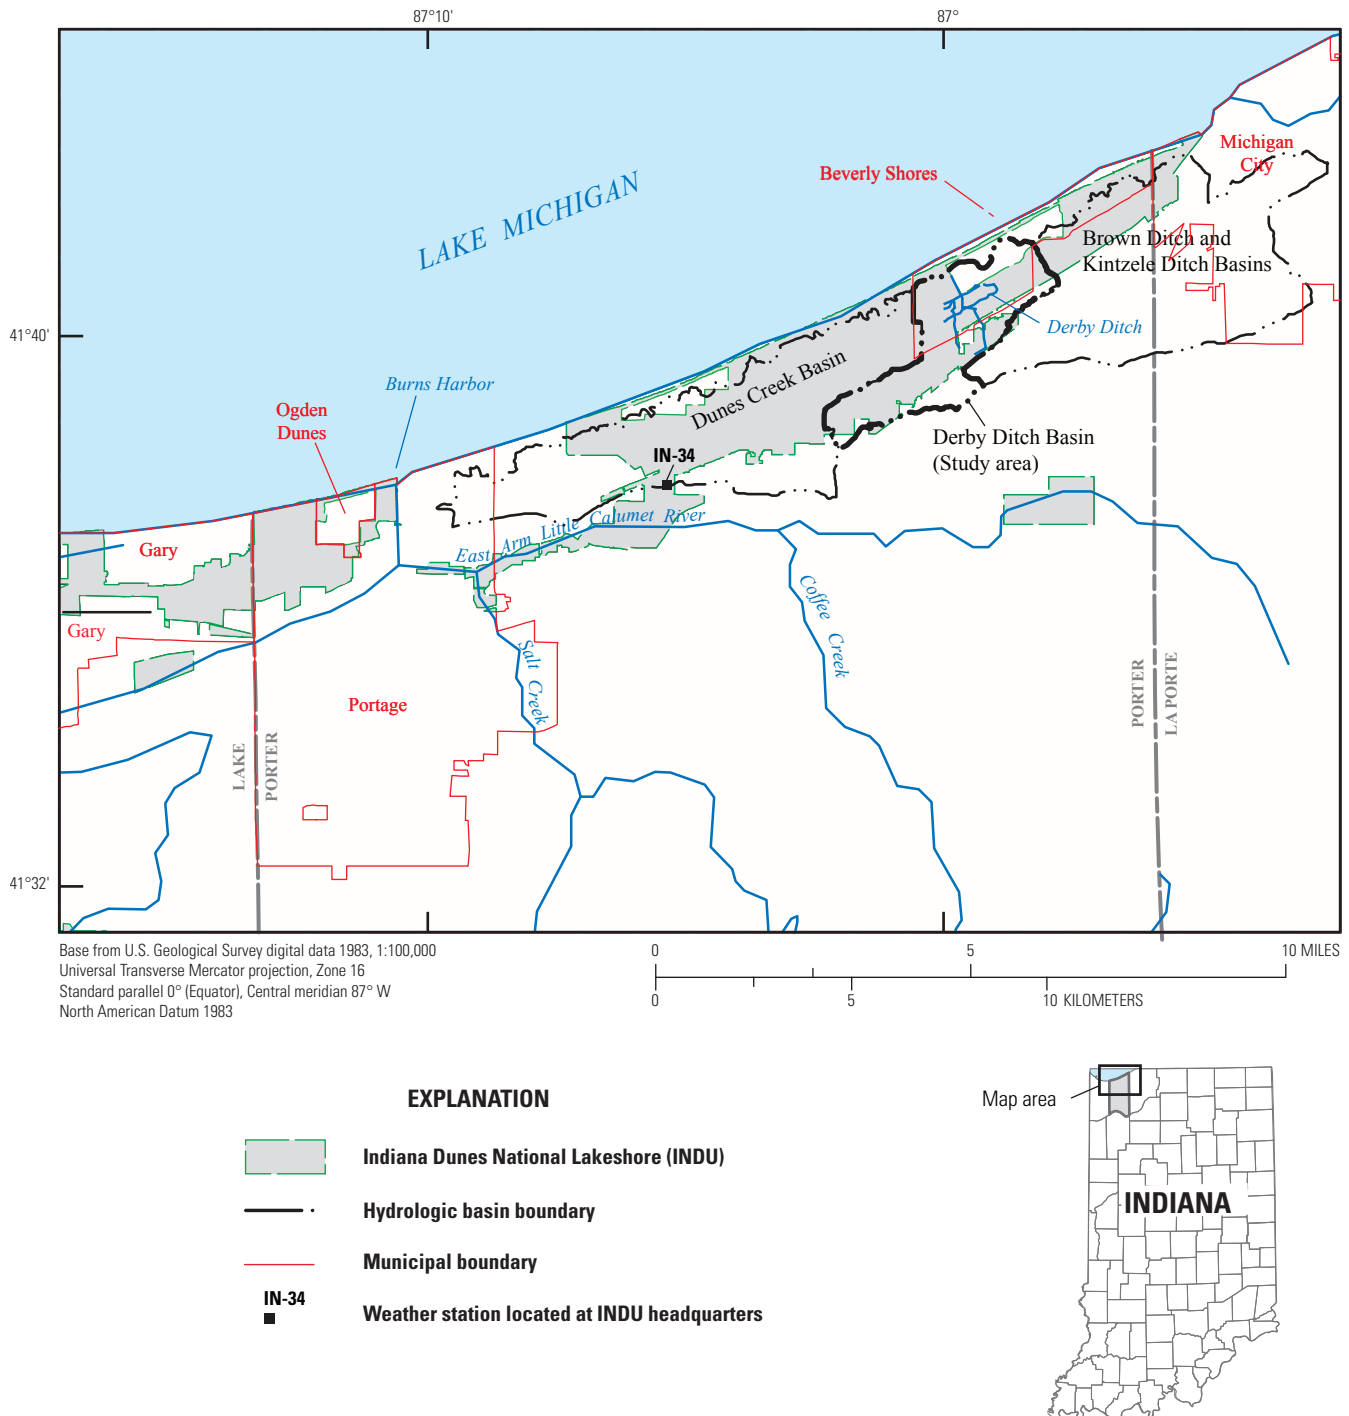 87°10'
87°
Michigan
City
Beverly Shores
LAKE MICHIGAN
Brown Ditch and
Kintzele Ditch Basins
Derby Ditch
41°40'
Burns Harbor
Dunes Creek Basin
Ogden
Dunes
Derby Ditch Basin
(Study area)
IN-34
East Arm Little Calumet River
Gary
Gary
Coffee Creek
Salt Creek
Portage
LAKE
PORTER
PORTER
LA PORTE
41°32'
Base from U.S. Geological Survey digital data 1983, 1:100,000
Universal Transverse Mercator projection, Zone 16
Standard parallel 0° (Equator), Central meridian 87° W
North American Datum 1983
0 5 10 MILES
0 5 10 KILOMETERS
EXPLANATION
Indiana Dunes National Lakeshore (INDU)
Hydrologic basin boundary
Municipal boundary
IN-34
Weather station located at INDU headquarters
Map area
INDIANA